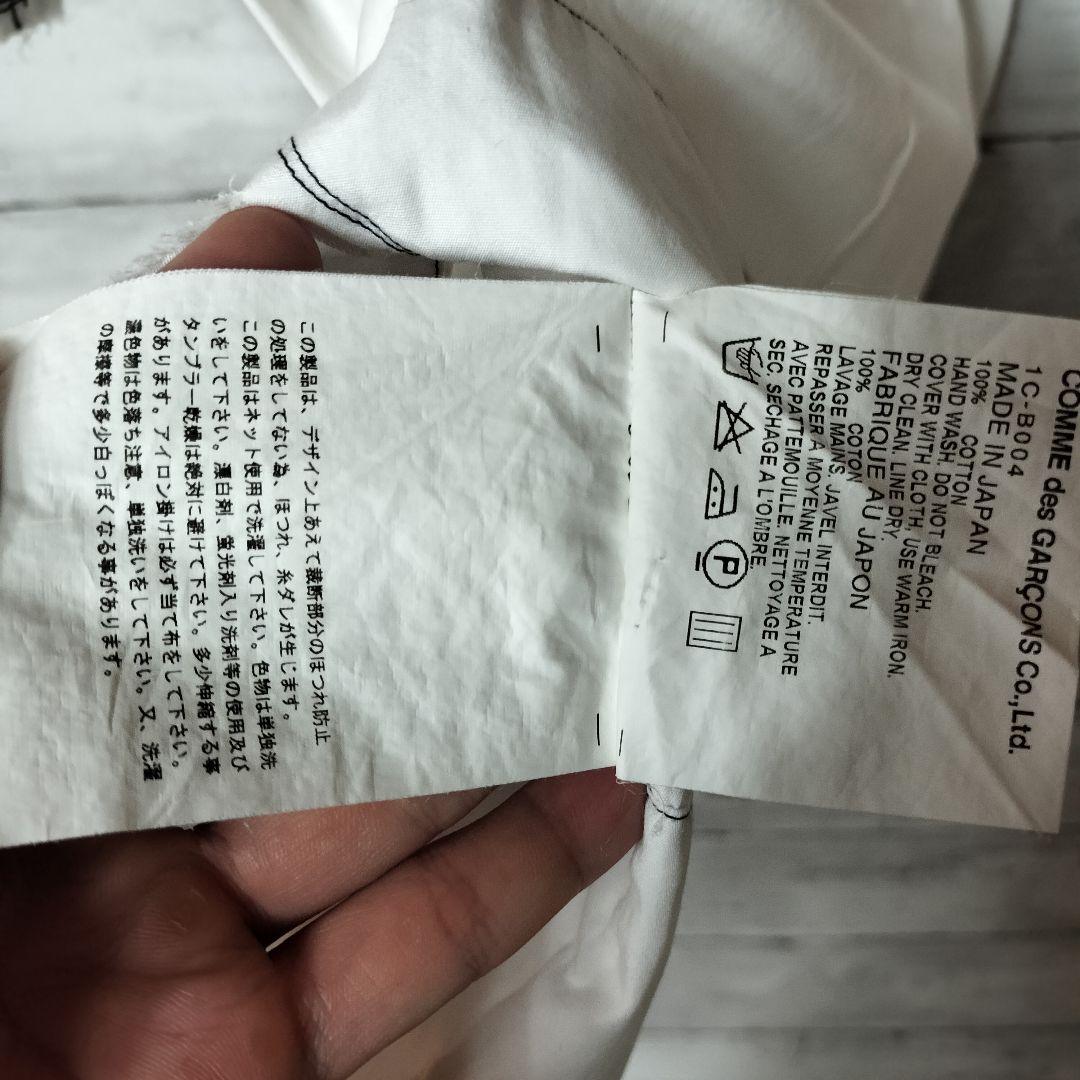 COMME des GARÇONS Co.,Ltd.
1C-B004
MADE IN JAPAN
100% COTTON
HAND WASH. DO NOT BLEACH.
COVER WITH CLOTH, USE WARM IRON.
DRY CLEAN. LINE DRY.
FABRIQUE AU JAPON
100% COTON
LAVAGE MAINS. JAVEL INTERDIT.
REPASSER A MOYENNE TEMPERATURE
AVEC PATTEMOUILLE. NETTOYAGE A
SEC. SECHAGE A L'OMBRE.
P
この製品は、デザイン上あえて裁断部分のほつれ防止
の処理をしてない為、ほつれ、糸ダレが生じます。
この製品はネット使用で洗濯して下さい。色物は単独洗
いをして下さい。漂白剤、蛍光剤入り洗剤等の使用及び
タンブラー乾燥は絶対に避けて下さい。多少伸縮する事
があります。アイロン掛けは必ず当て布をして下さい。
濃色物は色落ち注意、単独洗いをして下さい。又、洗濯
の摩擦等で多少白っぽくなる事があります。